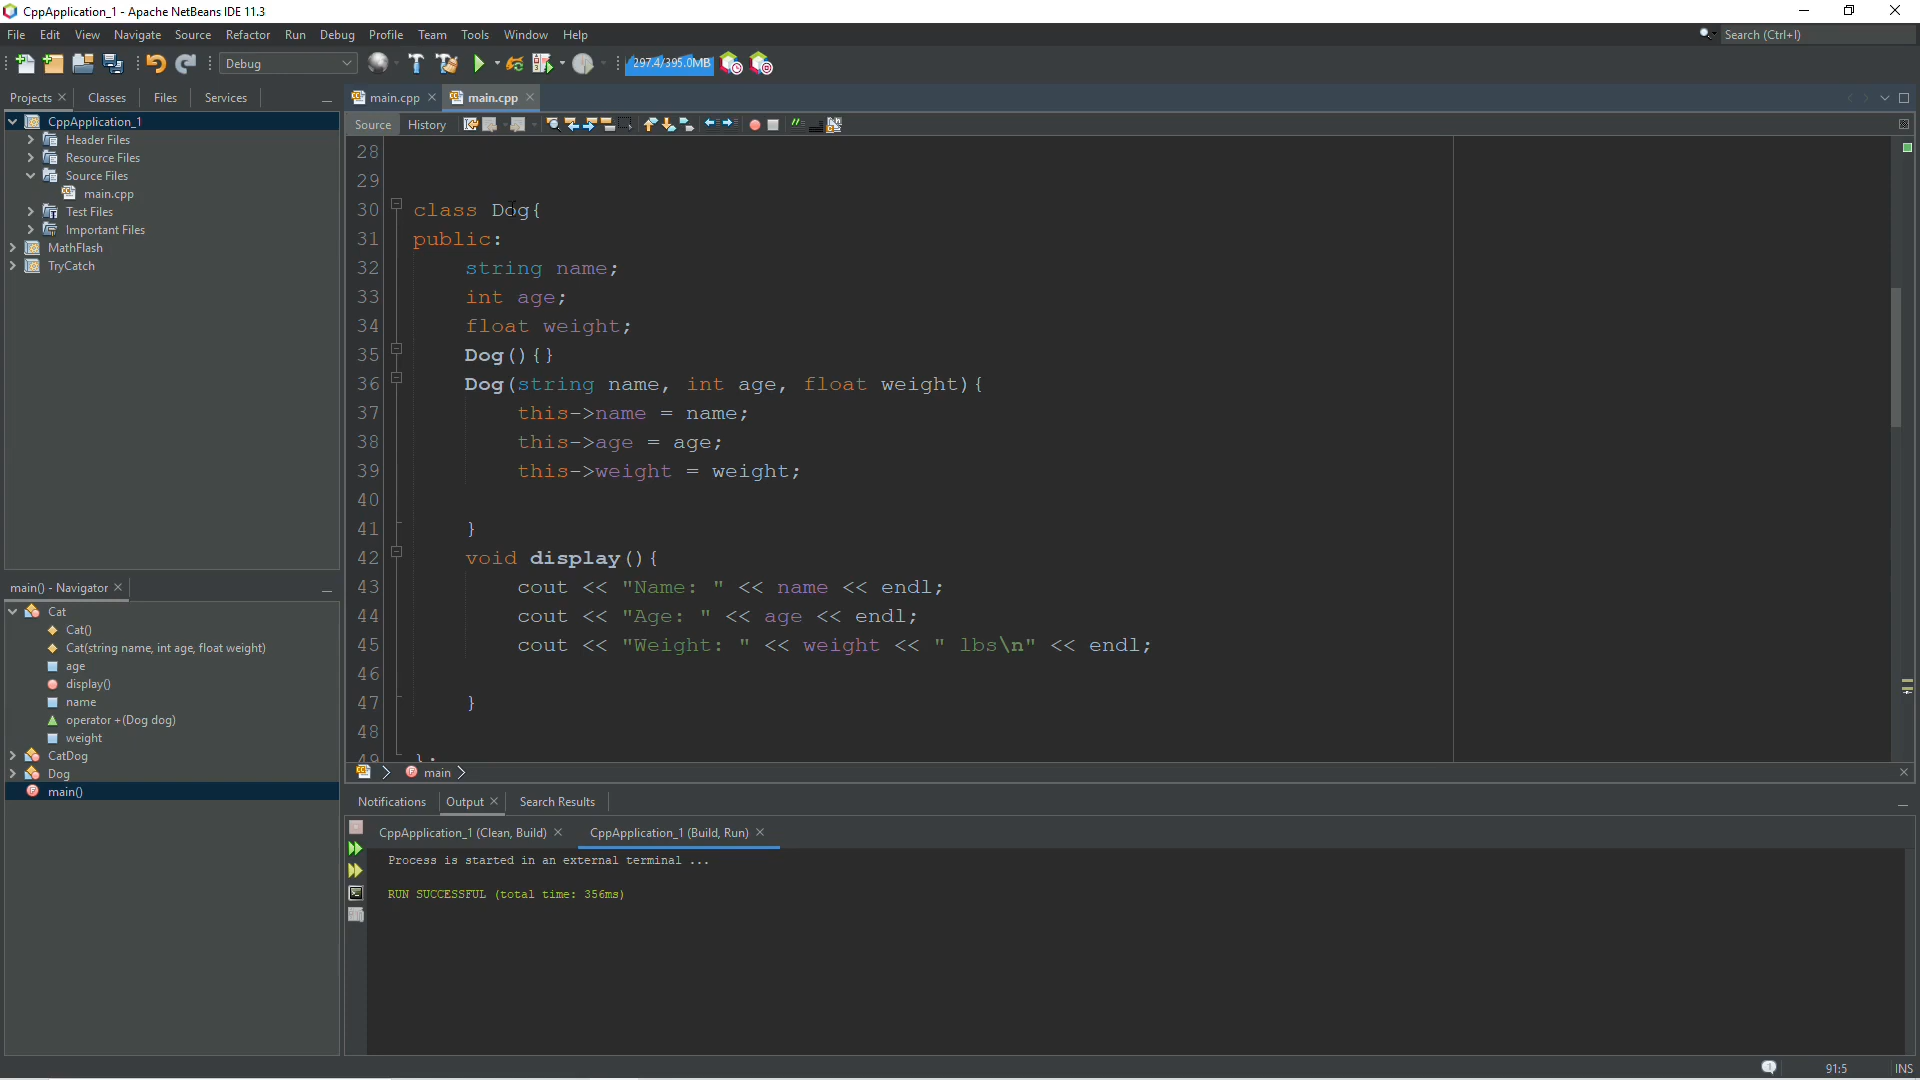 CppApplication_1 - Apache NetBeans IDE 11.3
File Edit View Navigate Source Refactor Run Debug Profile Team Tools Window Help
Search (Ctrl+I)
Debug
297.4/395.0MB
Projects Classes Files Services
main.cpp main.cpp
CppApplication_1
Header Files
Resource Files
Source Files
main.cpp
Test Files
Important Files
MathFlash
TryCatch
Source History
28
29
30 class Dog{
31 public:
32 string name;
33 int age;
34 float weight;
35 Dog(){}
36 Dog(string name, int age, float weight){
37 this->name = name;
38 this->age = age;
39 this->weight = weight;
40
41 }
42 void display(){
43 cout << "Name: " << name << endl;
44 cout << "Age: " << age << endl;
45 cout << "Weight: " << weight << " lbs\n" << endl;
46
47 }
48
49 };
main
main() - Navigator
Cat
Cat()
Cat(string name, int age, float weight)
age
display()
name
operator +(Dog dog)
weight
CatDog
Dog
main()
Notifications Output Search Results
CppApplication_1 (Clean, Build) CppApplication_1 (Build, Run)
Process is started in an external terminal ...
RUN SUCCESSFUL (total time: 356ms)
91:5 INS